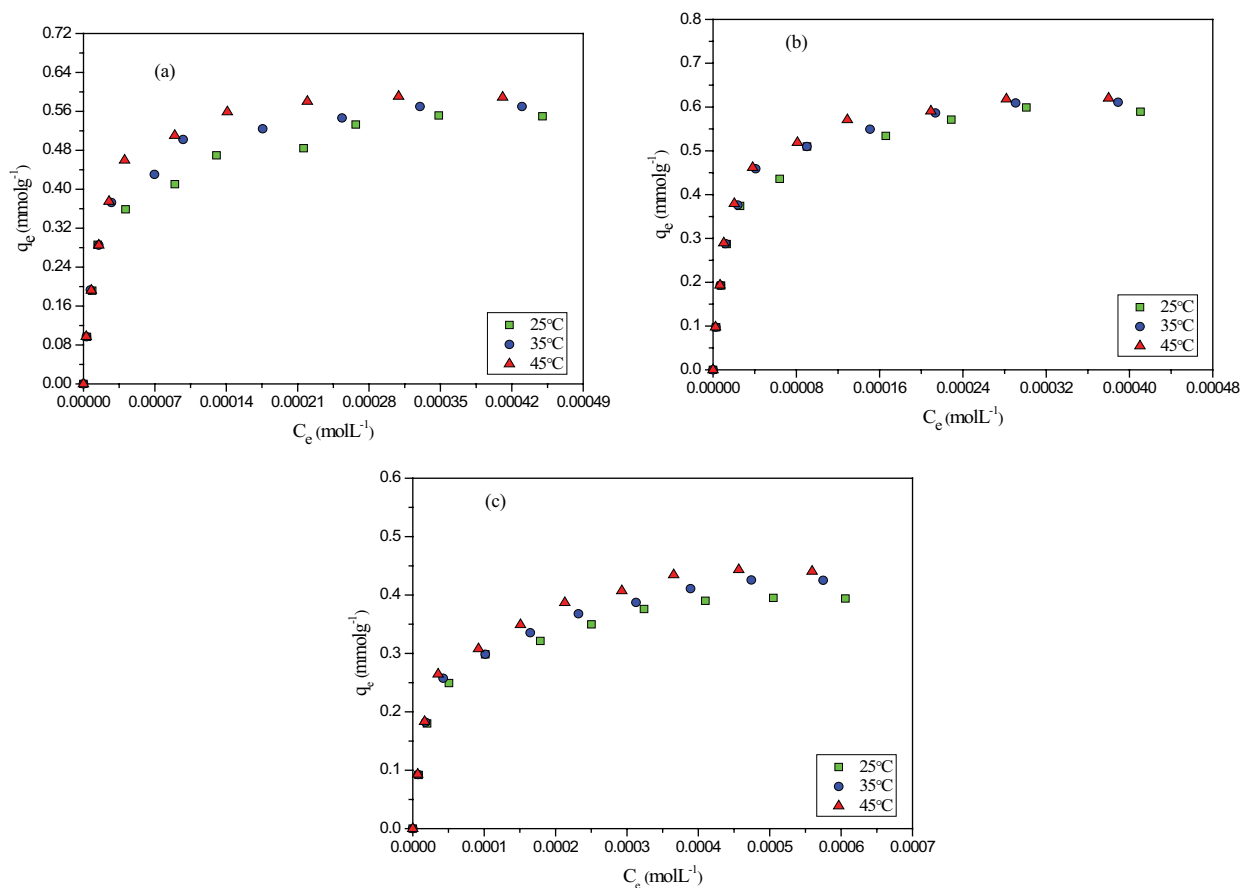 (a)
0.72
0.64
0.56
0.48
0.40
0.32
0.24
0.16
0.08
0.00
qe (mmolg-1)
0.00000 0.00007 0.00014 0.00021 0.00028 0.00035 0.00042 0.00049
Ce (molL-1)
25°C
35°C
45°C
(b)
0.8
0.7
0.6
0.5
0.4
0.3
0.2
0.1
0.0
qe (mmolg-1)
0.00000 0.00008 0.00016 0.00024 0.00032 0.00040 0.00048
Ce (molL-1)
25°C
35°C
45°C
(c)
0.6
0.5
0.4
0.3
0.2
0.1
0.0
qe (mmolg-1)
0.0000 0.0001 0.0002 0.0003 0.0004 0.0005 0.0006 0.0007
Ce (molL-1)
25°C
35°C
45°C